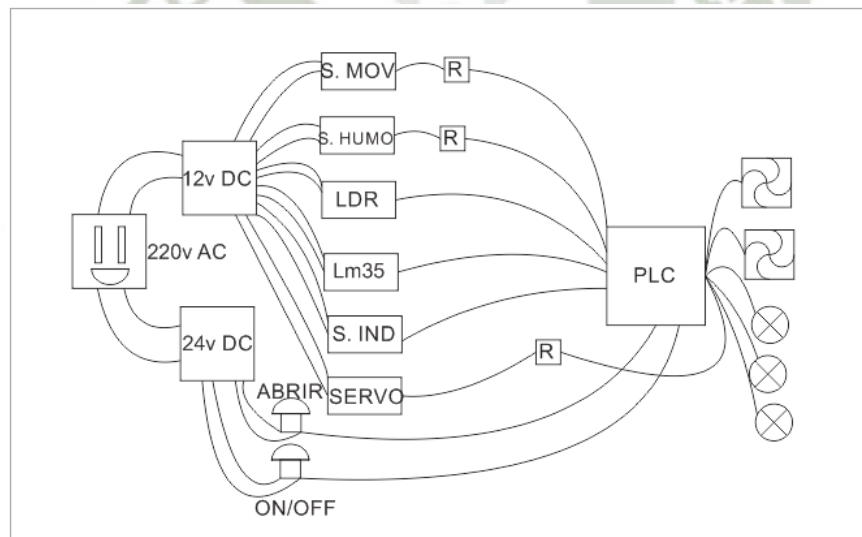 S. MOV
R
S. HUMO
R
12v DC
LDR
220v AC
Lm35
PLC
S. IND
24v DC
R
ABRIR
SERVO
ON/OFF